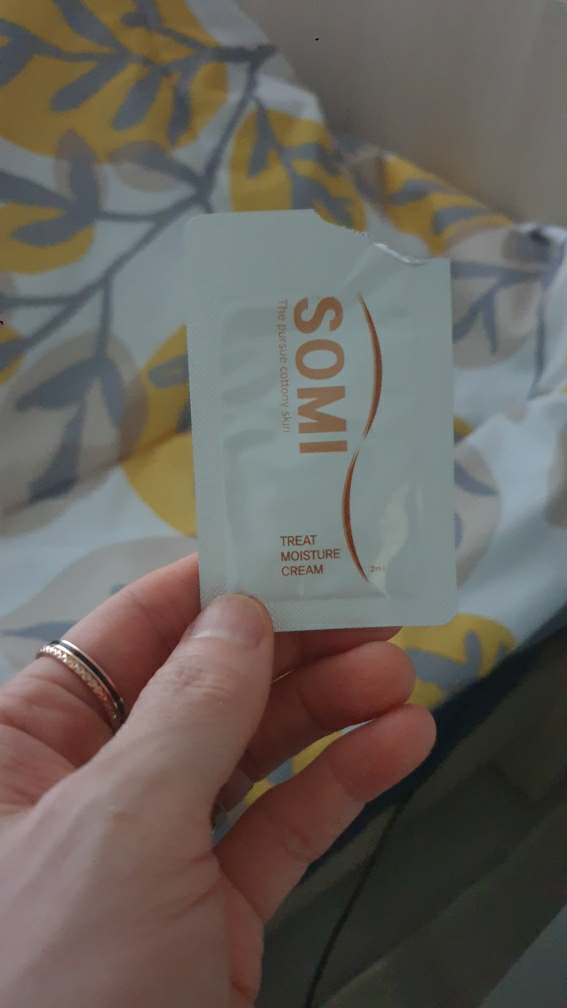 SOMI
The pursue cottony skin
TREAT
MOISTURE
CREAM
2ml